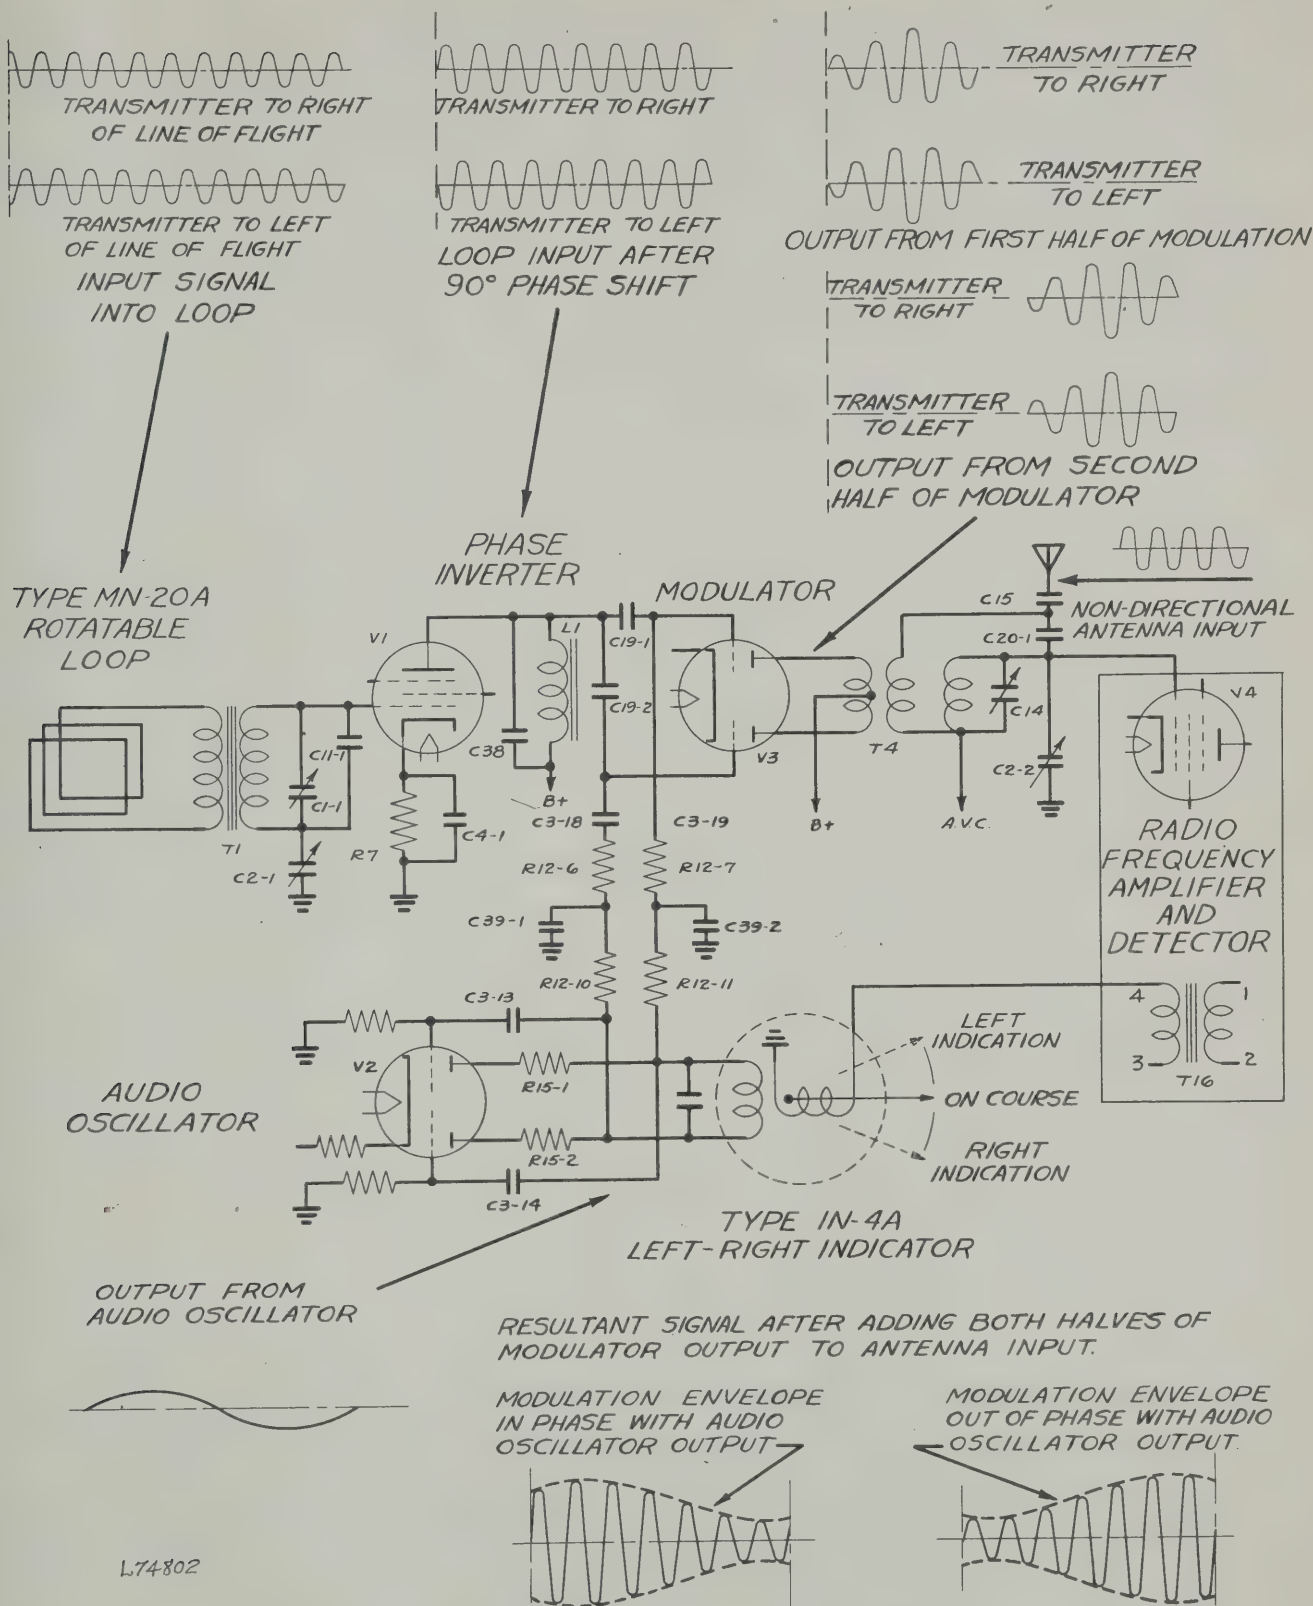 TRANSMITTER TO RIGHT
OF LINE OF FLIGHT
TRANSMITTER TO LEFT
OF LINE OF FLIGHT
INPUT SIGNAL
INTO LOOP
TRANSMITTER TO RIGHT
TRANSMITTER TO LEFT
LOOP INPUT AFTER
90° PHASE SHIFT
TRANSMITTER
TO RIGHT
TRANSMITTER
TO LEFT
OUTPUT FROM FIRST HALF OF MODULATION
TRANSMITTER
TO RIGHT
TRANSMITTER
TO LEFT
OUTPUT FROM SECOND
HALF OF MODULATOR
TYPE MN-20A
ROTATABLE
LOOP
PHASE
INVERTER
MODULATOR
NON-DIRECTIONAL
ANTENNA INPUT
V1
L1
C19-1
C15
C20-1
C19-2
C38
C11-1
C1-1
T1
C2-1
R7
C4-1
B+
V3
T4
B+
C14
C2-2
A.V.C.
V4
C3-18
C3-19
R12-6
R12-7
C39-1
C39-2
R12-10
R12-11
RADIO
FREQUENCY
AMPLIFIER
AND
DETECTOR
4
1
3
2
T16
C3-13
V2
R15-1
R15-2
C3-14
AUDIO
OSCILLATOR
LEFT
INDICATION
ON COURSE
RIGHT
INDICATION
TYPE IN-4A
LEFT-RIGHT INDICATOR
OUTPUT FROM
AUDIO OSCILLATOR
RESULTANT SIGNAL AFTER ADDING BOTH HALVES OF
MODULATOR OUTPUT TO ANTENNA INPUT.
MODULATION ENVELOPE
IN PHASE WITH AUDIO
OSCILLATOR OUTPUT
MODULATION ENVELOPE
OUT OF PHASE WITH AUDIO
OSCILLATOR OUTPUT.
L74802